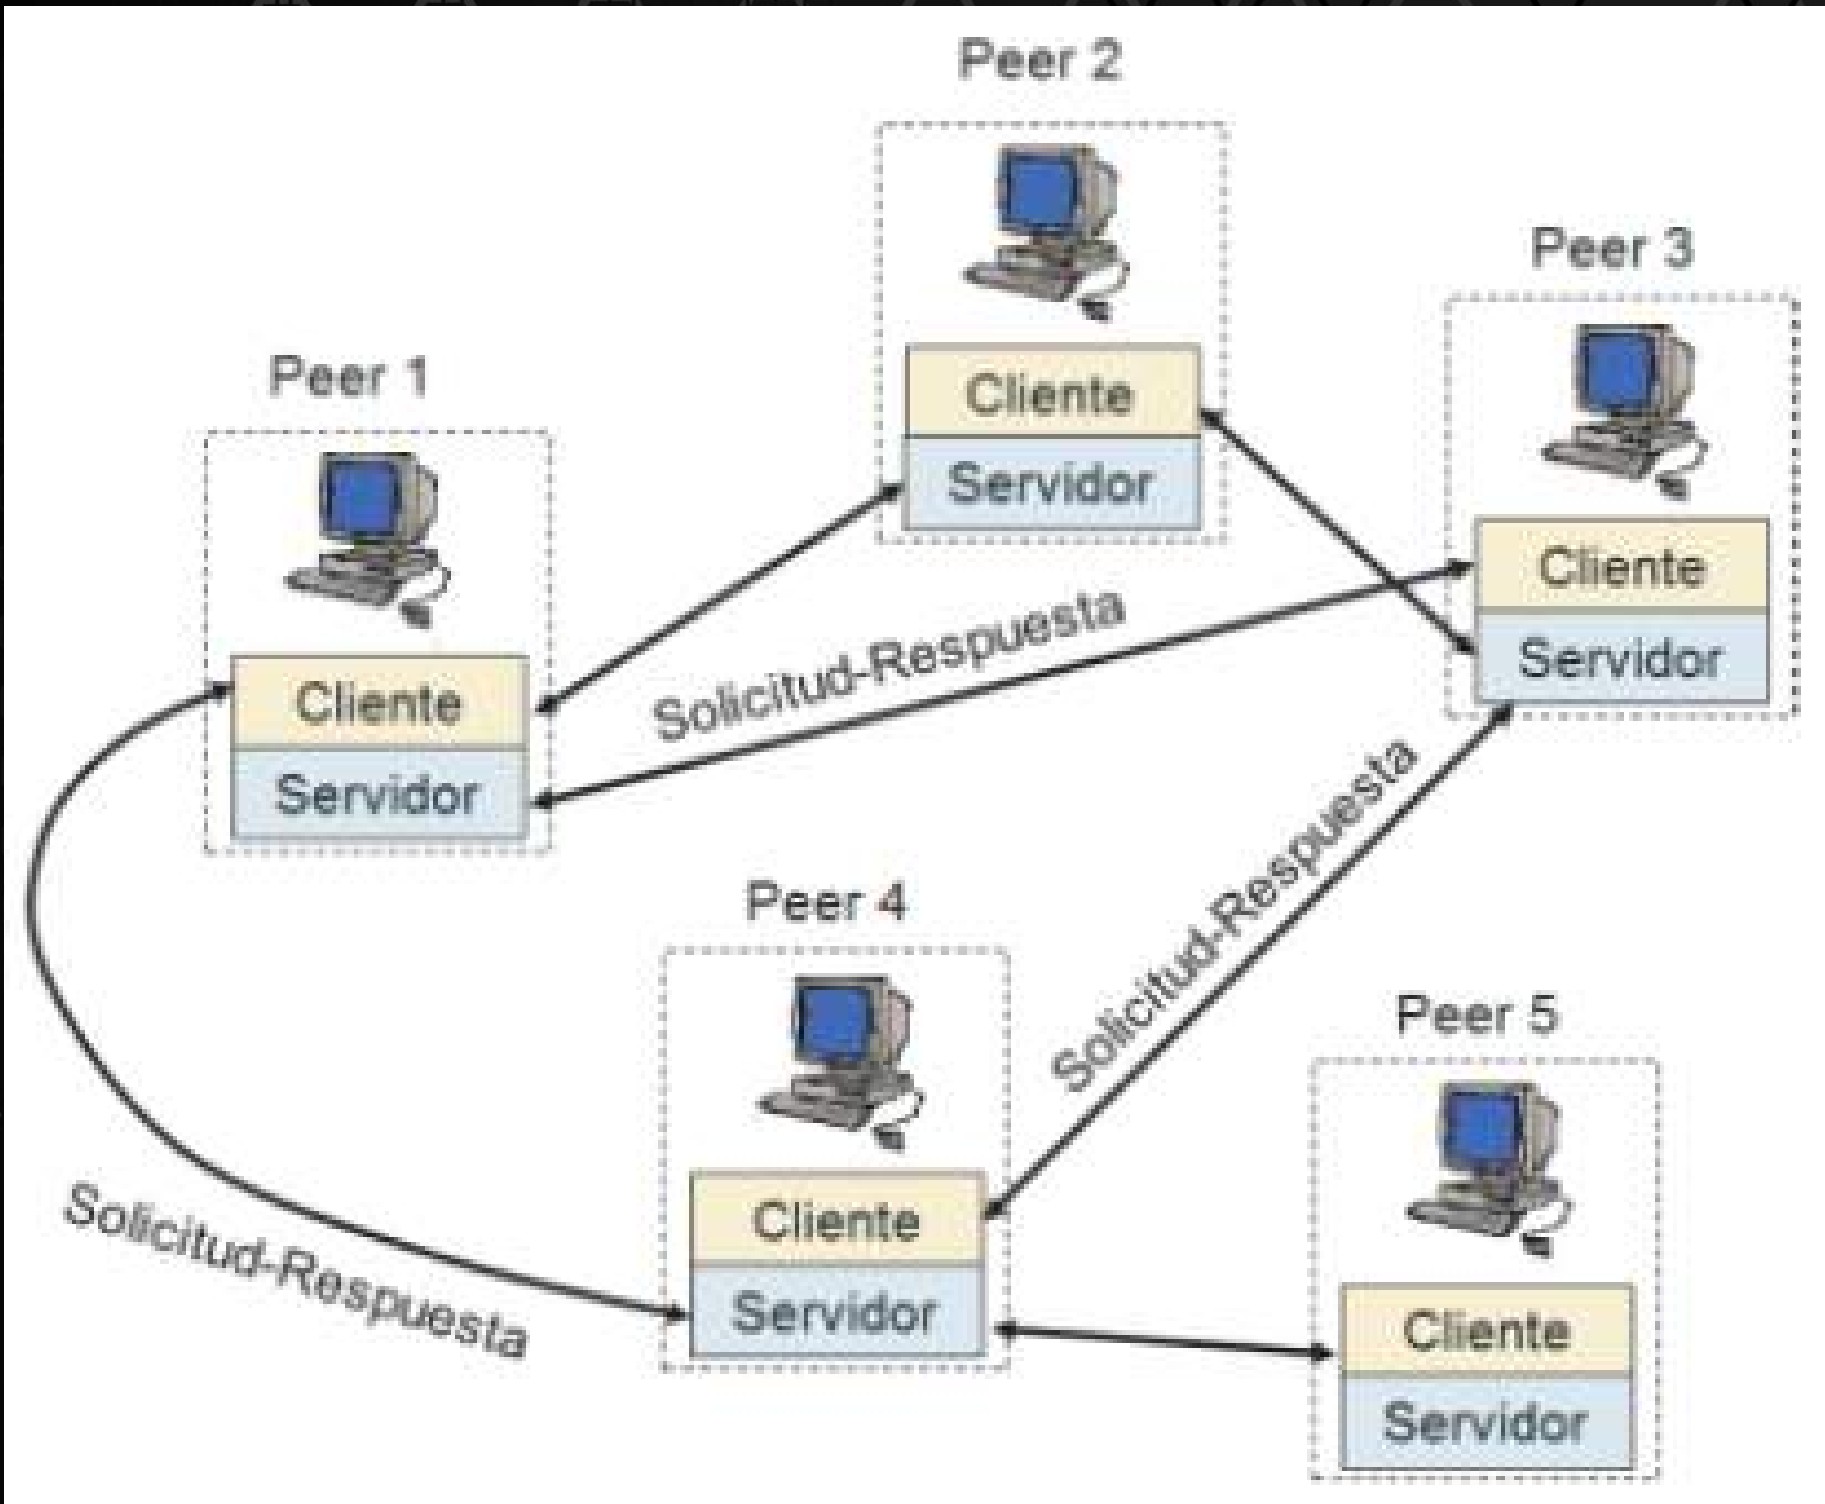 Peer 2
Cliente
Servidor
Peer 3
Cliente
Servidor
Peer 1
Cliente
Servidor
Solicitud-Respuesta
Solicitud-Respuesta
Peer 4
Cliente
Servidor
Solicitud-Respuesta
Peer 5
Cliente
Servidor